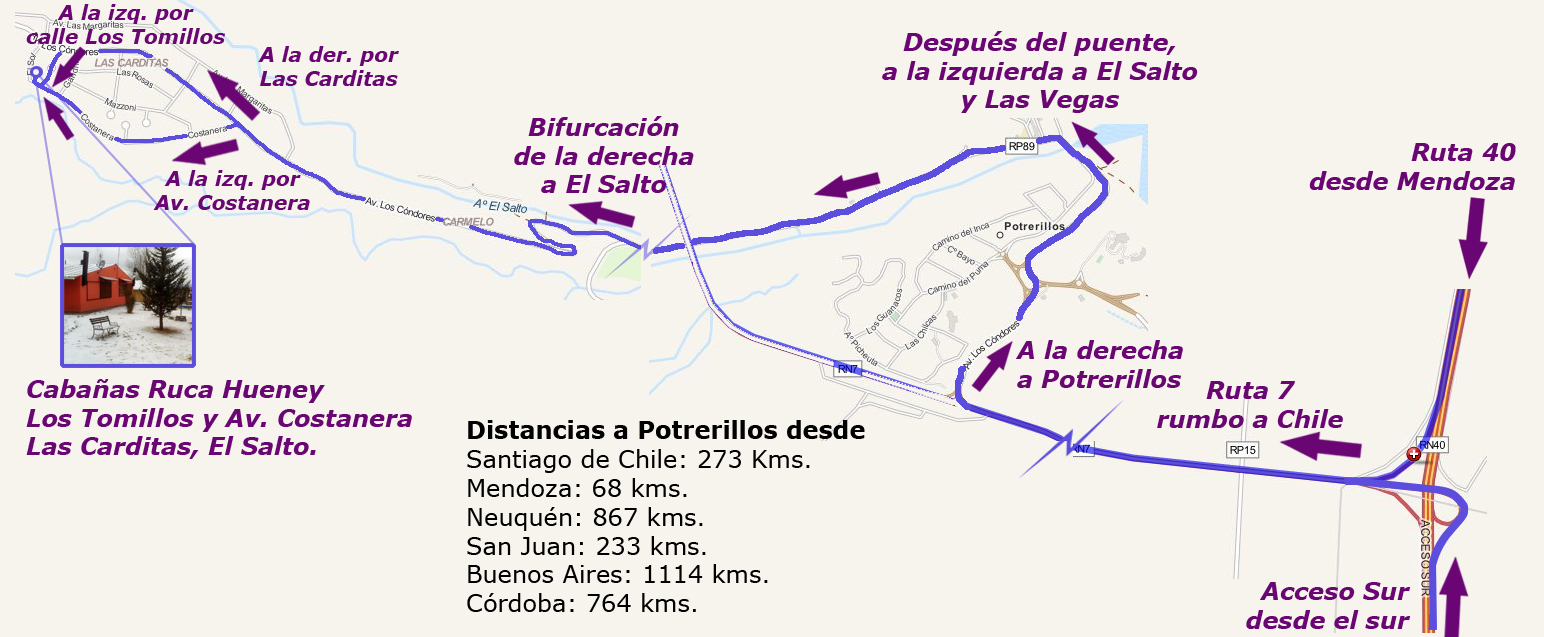 A la izq. por
calle Los Tomillos
Av. Las Margaritas
Los Cóndores
El Sor
LAS CARDITAS
Las Rosas
Mazzoni
Costanera
Costanera
Margaritas
A la der. por
Las Carditas
A la izq. por
Av. Costanera
Av. Los Cóndores
CARMELO
Aº El Salto
Bifurcación
de la derecha
a El Salto
Después del puente,
a la izquierda a El Salto
y Las Vegas
RP89
Potrerillos
Camino del Inca
Cº Bayo
Camino del Puma
Los Guanacos
Las Chilcas
Aº Picheuta
Av. Los Cóndores
RN7
A la derecha
a Potrerillos
Ruta 40
desde Mendoza
Ruta 7
rumbo a Chile
RN7
RP15
RN40
ACCESO SUR
Acceso Sur
desde el sur
Cabañas Ruca Hueney
Los Tomillos y Av. Costanera
Las Carditas, El Salto.
Distancias a Potrerillos desde
Santiago de Chile: 273 Kms.
Mendoza: 68 kms.
Neuquén: 867 kms.
San Juan: 233 kms.
Buenos Aires: 1114 kms.
Córdoba: 764 kms.